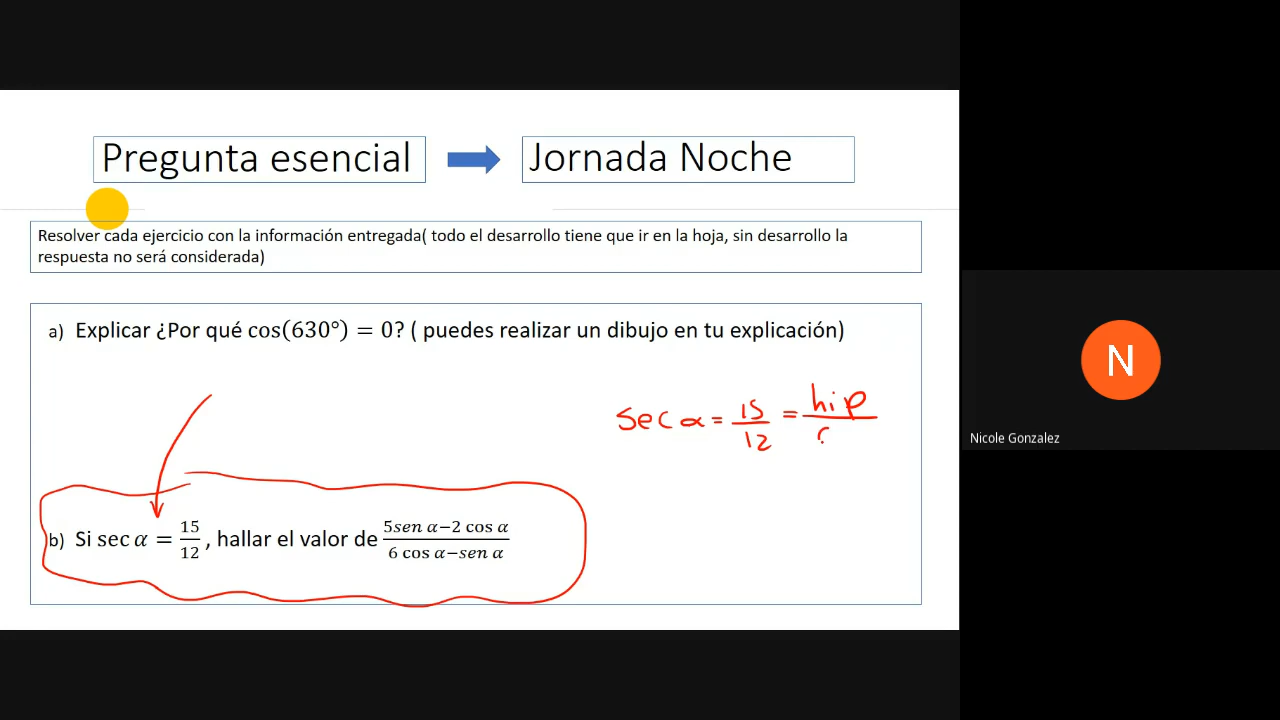 Pregunta esencial
Jornada Noche
Resolver cada ejercicio con la información entregada( todo el desarrollo tiene que ir en la hoja, sin desarrollo la
respuesta no será considerada)
a) Explicar ¿Por qué cos(630°) = 0? ( puedes realizar un dibujo en tu explicación)
sec α = 15/12 = hip
b) Si sec α = 15/12 , hallar el valor de (5sen α−2 cos α)/(6 cos α−sen α)
N
Nicole Gonzalez